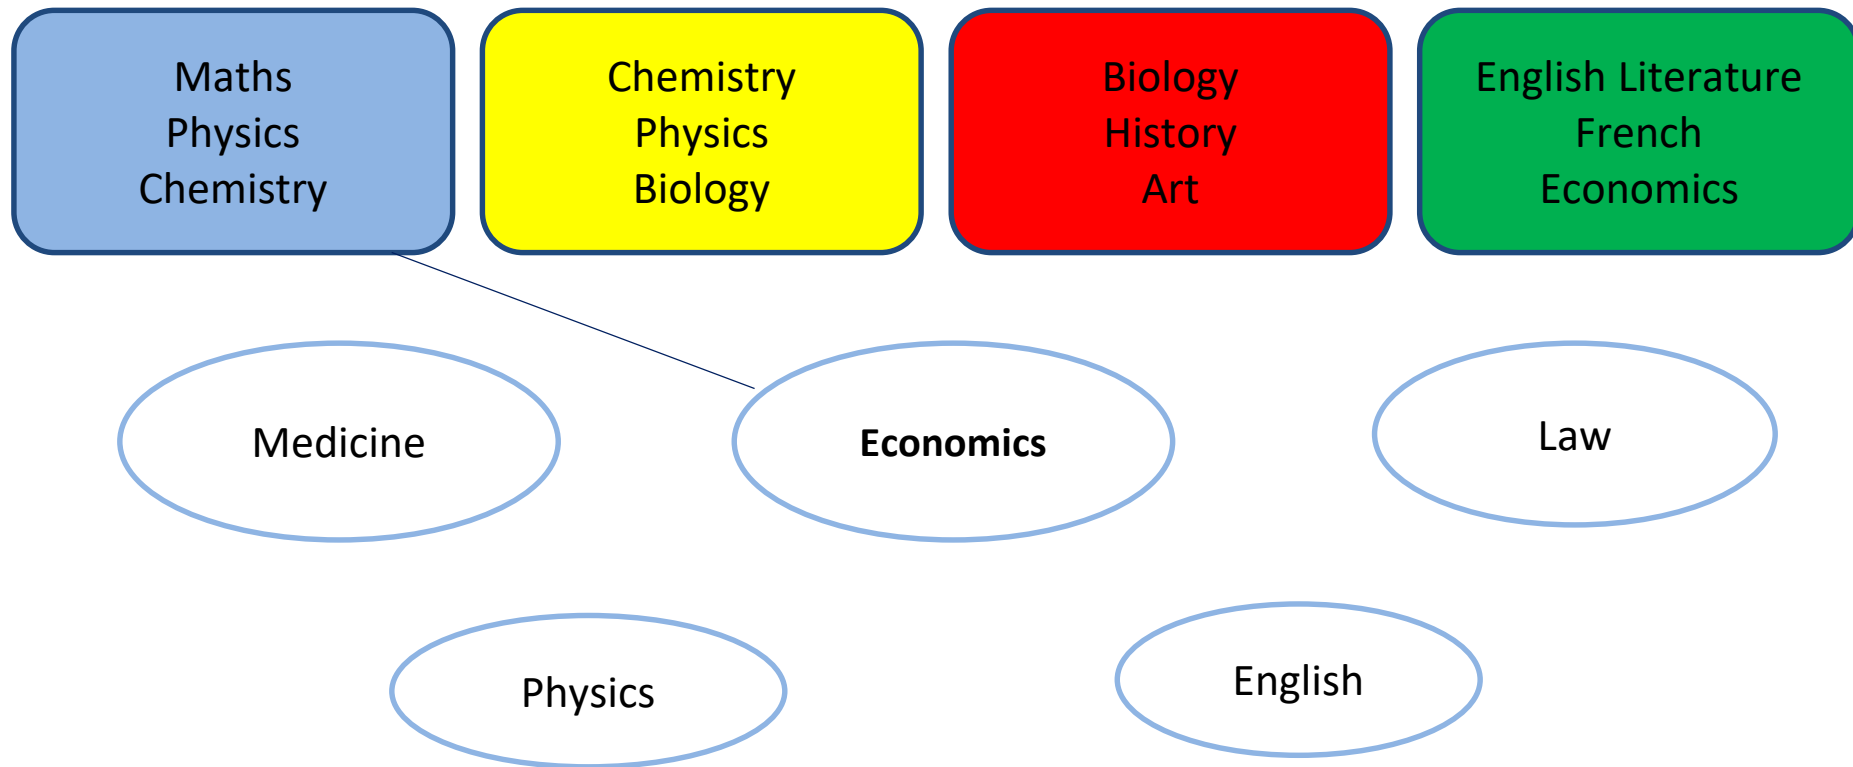 Maths
Physics
Chemistry
Chemistry
Physics
Biology
Biology
History
Art
English Literature
French
Economics
Medicine
Economics
Law
Physics
English